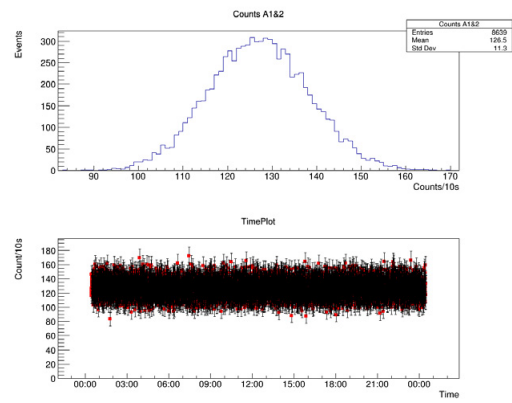 Counts A1&2
Counts A1&2
Entries 8639
Mean 126.5
Std Dev 11.3
Events
300
250
200
150
100
50
0
90 100 110 120 130 140 150 160 170
Counts/10s
TimePlot
Count/10s
180
160
140
120
100
80
60
40
20
0
00:00 03:00 06:00 09:00 12:00 15:00 18:00 21:00 00:00
Time